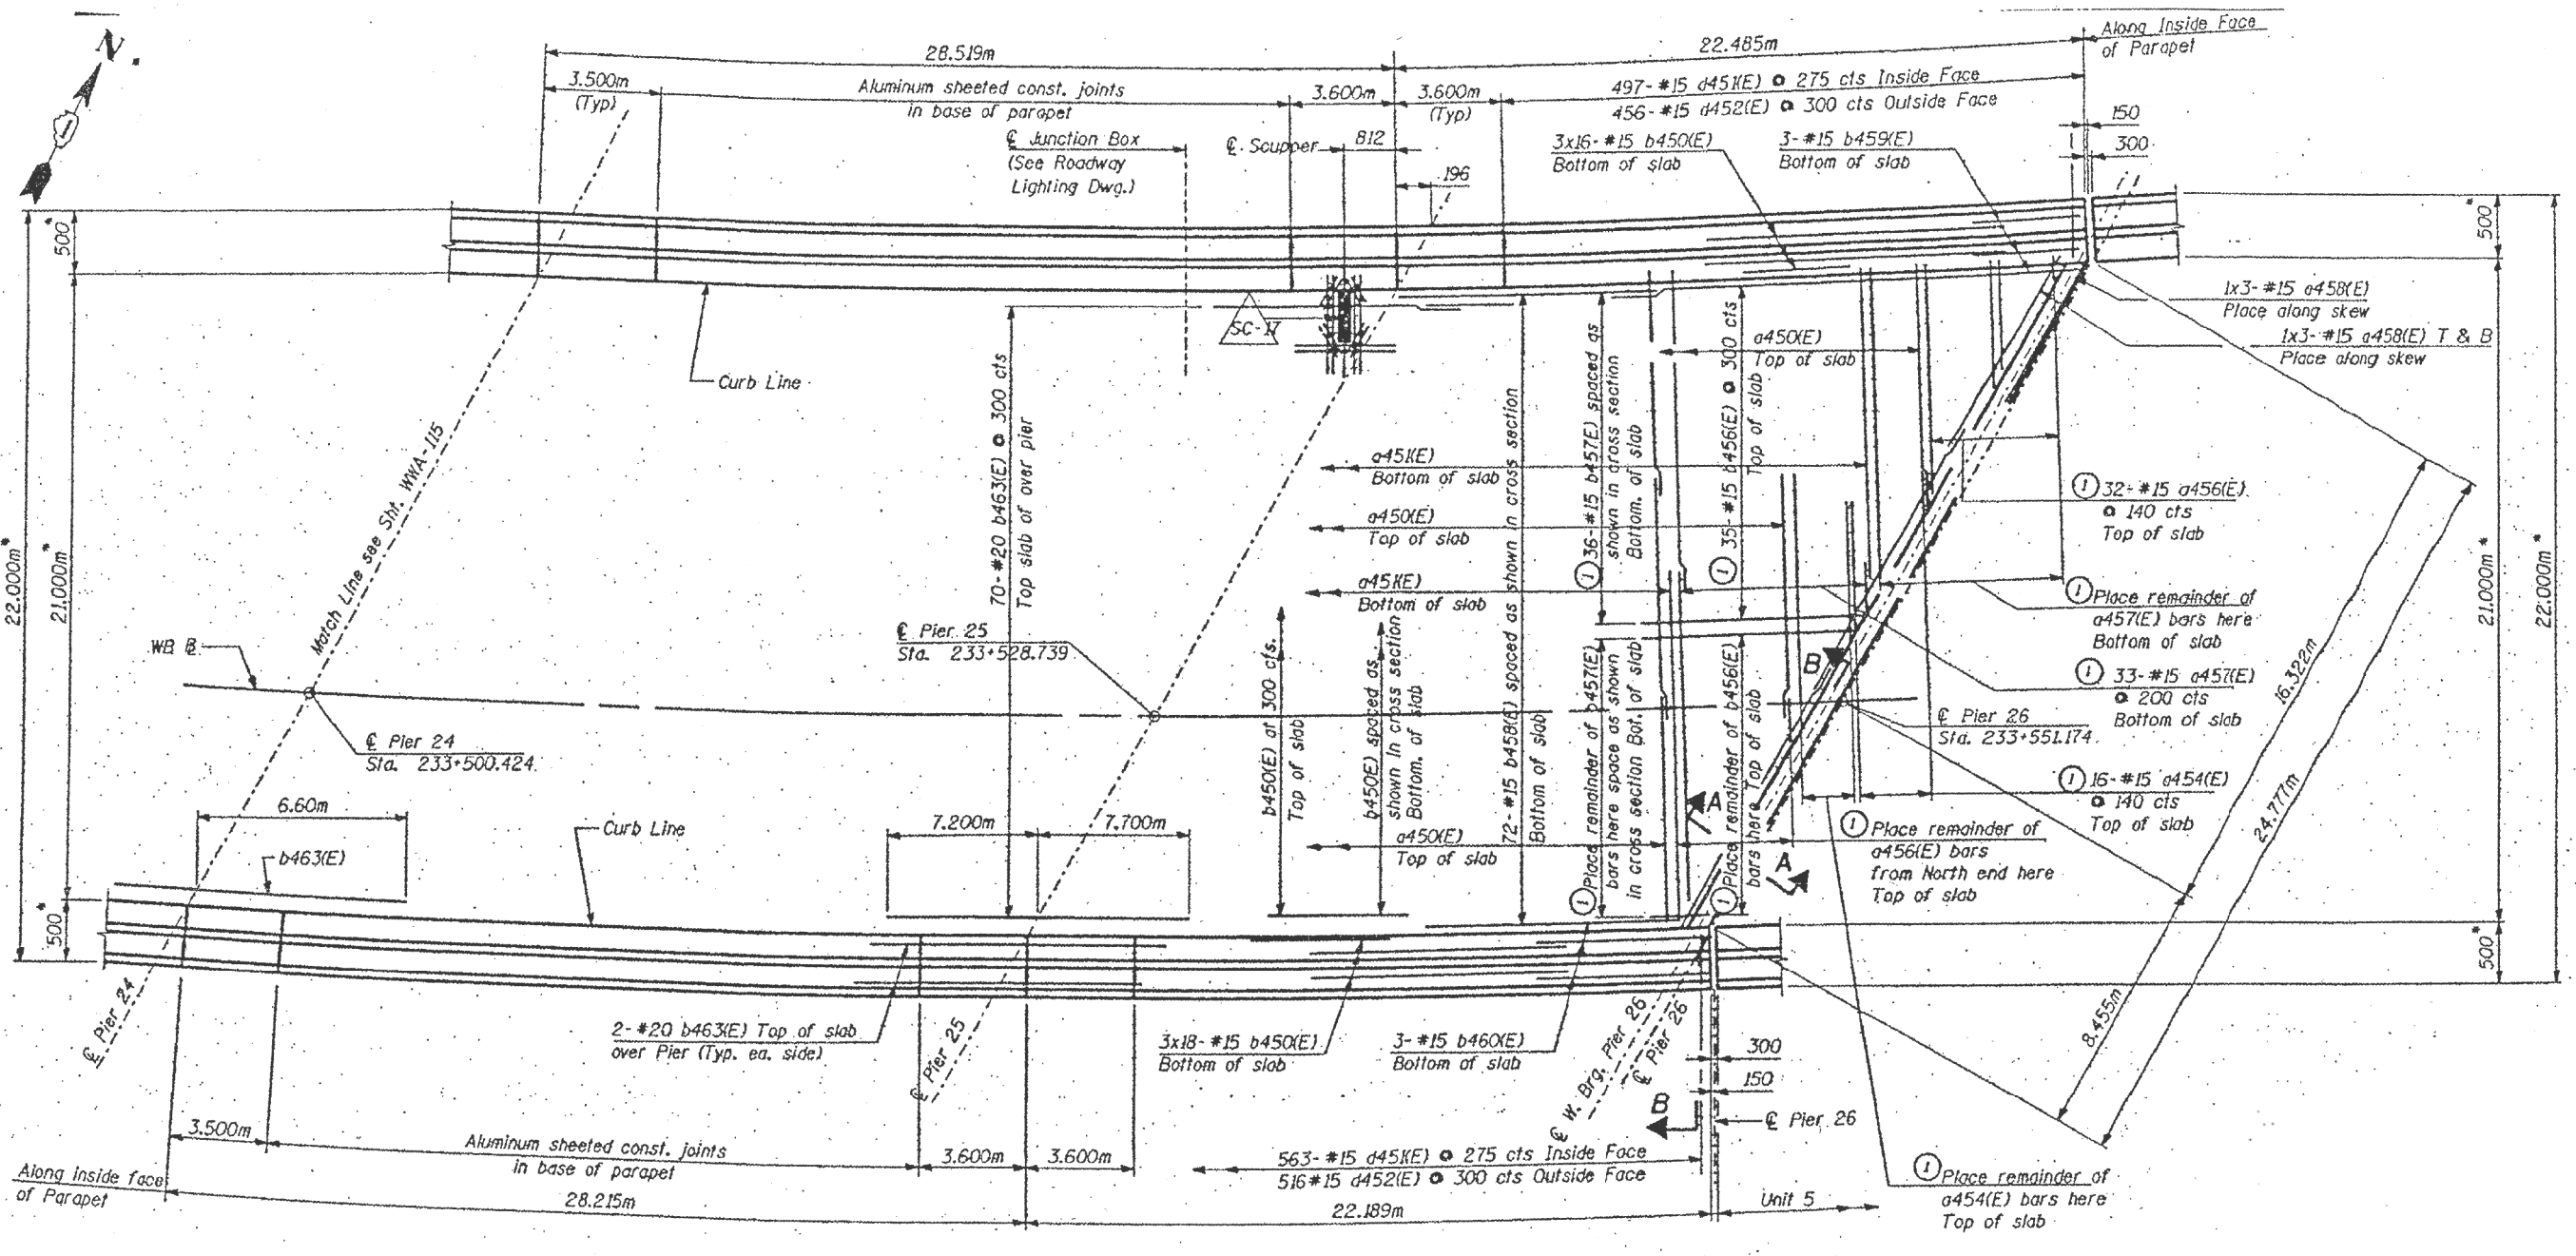 N.
28.519m
22.485m
Along Inside Face
of Parapet
3.500m
(Typ)
Aluminum sheeted const. joints
in base of parapet
3.600m
3.600m
(Typ)
497-#15 d451(E) @ 275 cts Inside Face
456-#15 d452(E) @ 300 cts Outside Face
150
300
℄ Junction Box
(See Roadway
Lighting Dwg.)
℄ Scupper
812
196
3x16-#15 b450(E)
Bottom of slab
3-#15 b459(E)
Bottom of slab
500*
500*
22.000m*
21.000m*
21.000m*
22.000m*
1x3-#15 a458(E)
Place along skew
1x3-#15 a458(E) T & B
Place along skew
SC-17
Curb Line
Match Line see Sht. WWA-115
70-#20 b463(E) @ 300 cts
Top slab of over pier
a450(E)
Top of slab
a451(E)
Bottom of slab
a450(E)
Top of slab
a451(E)
Bottom of slab
72-#15 b458(E) spaced as shown in cross section
Bottom of slab
1 36-#15 b457(E) spaced as
shown in cross section
Bottom. of slab
1 35-#15 b456(E) @ 300 cts
Top of slab
1 32-#15 a456(E)
@ 140 cts
Top of slab
1 Place remainder of
a457(E) bars here
Bottom of slab
1 33-#15 a457(E)
@ 200 cts
Bottom of slab
WB ℄
℄ Pier 25
Sta. 233+528.739
℄ Pier 24
Sta. 233+500.424
℄ Pier 26
Sta. 233+551.174
b450(E) at 300 cts.
Top of slab
b450(E) spaced as
shown in cross section
Bottom. of slab
1 Place remainder of b457(E)
bars here space as shown
in cross section Bot. of slab
1 Place remainder of b456(E)
bars here Top of slab
B
A
A
16.322m
24.777m
8.455m
1 16-#15 a454(E)
@ 140 cts
Top of slab
1 Place remainder of
a456(E) bars
from North end here
Top of slab
6.60m
b463(E)
Curb Line
7.200m
7.700m
a450(E)
Top of slab
500*
500*
℄ Pier 24
2-#20 b463(E) Top of slab
over Pier (Typ. ea. side)
℄ Pier 25
3x18-#15 b450(E)
Bottom of slab
3-#15 b460(E)
Bottom of slab
℄ W. Brg. Pier 26
℄ Pier 26
300
150
B
℄ Pier 26
3.500m
Aluminum sheeted const. joints
in base of parapet
3.600m
3.600m
563-#15 d451(E) @ 275 cts Inside Face
516#15 d452(E) @ 300 cts Outside Face
Along inside face
of Parapet
28.215m
22.189m
Unit 5
1 Place remainder of
a454(E) bars here
Top of slab